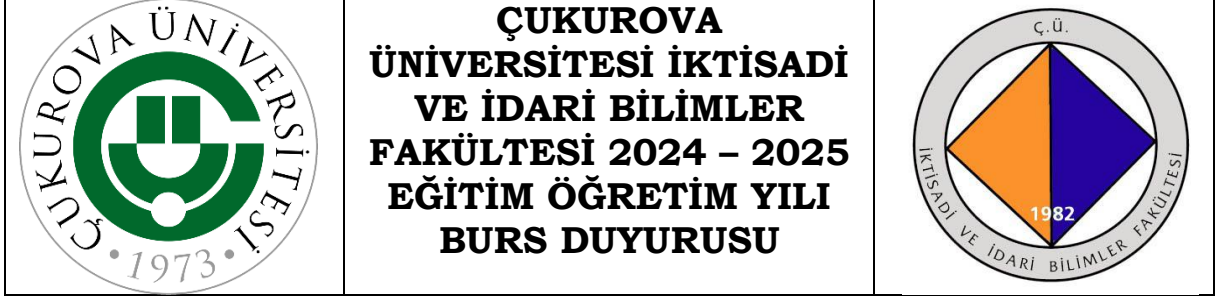 ÇUKUROVA ÜNİVERSİTESİ
1973
ÇUKUROVA
ÜNİVERSİTESİ İKTİSADİ
VE İDARİ BİLİMLER
FAKÜLTESİ 2024 – 2025
EĞİTİM ÖĞRETİM YILI
BURS DUYURUSU
Ç.Ü.
1982
İKTİSADİ VE İDARİ BİLİMLER FAKÜLTESİ